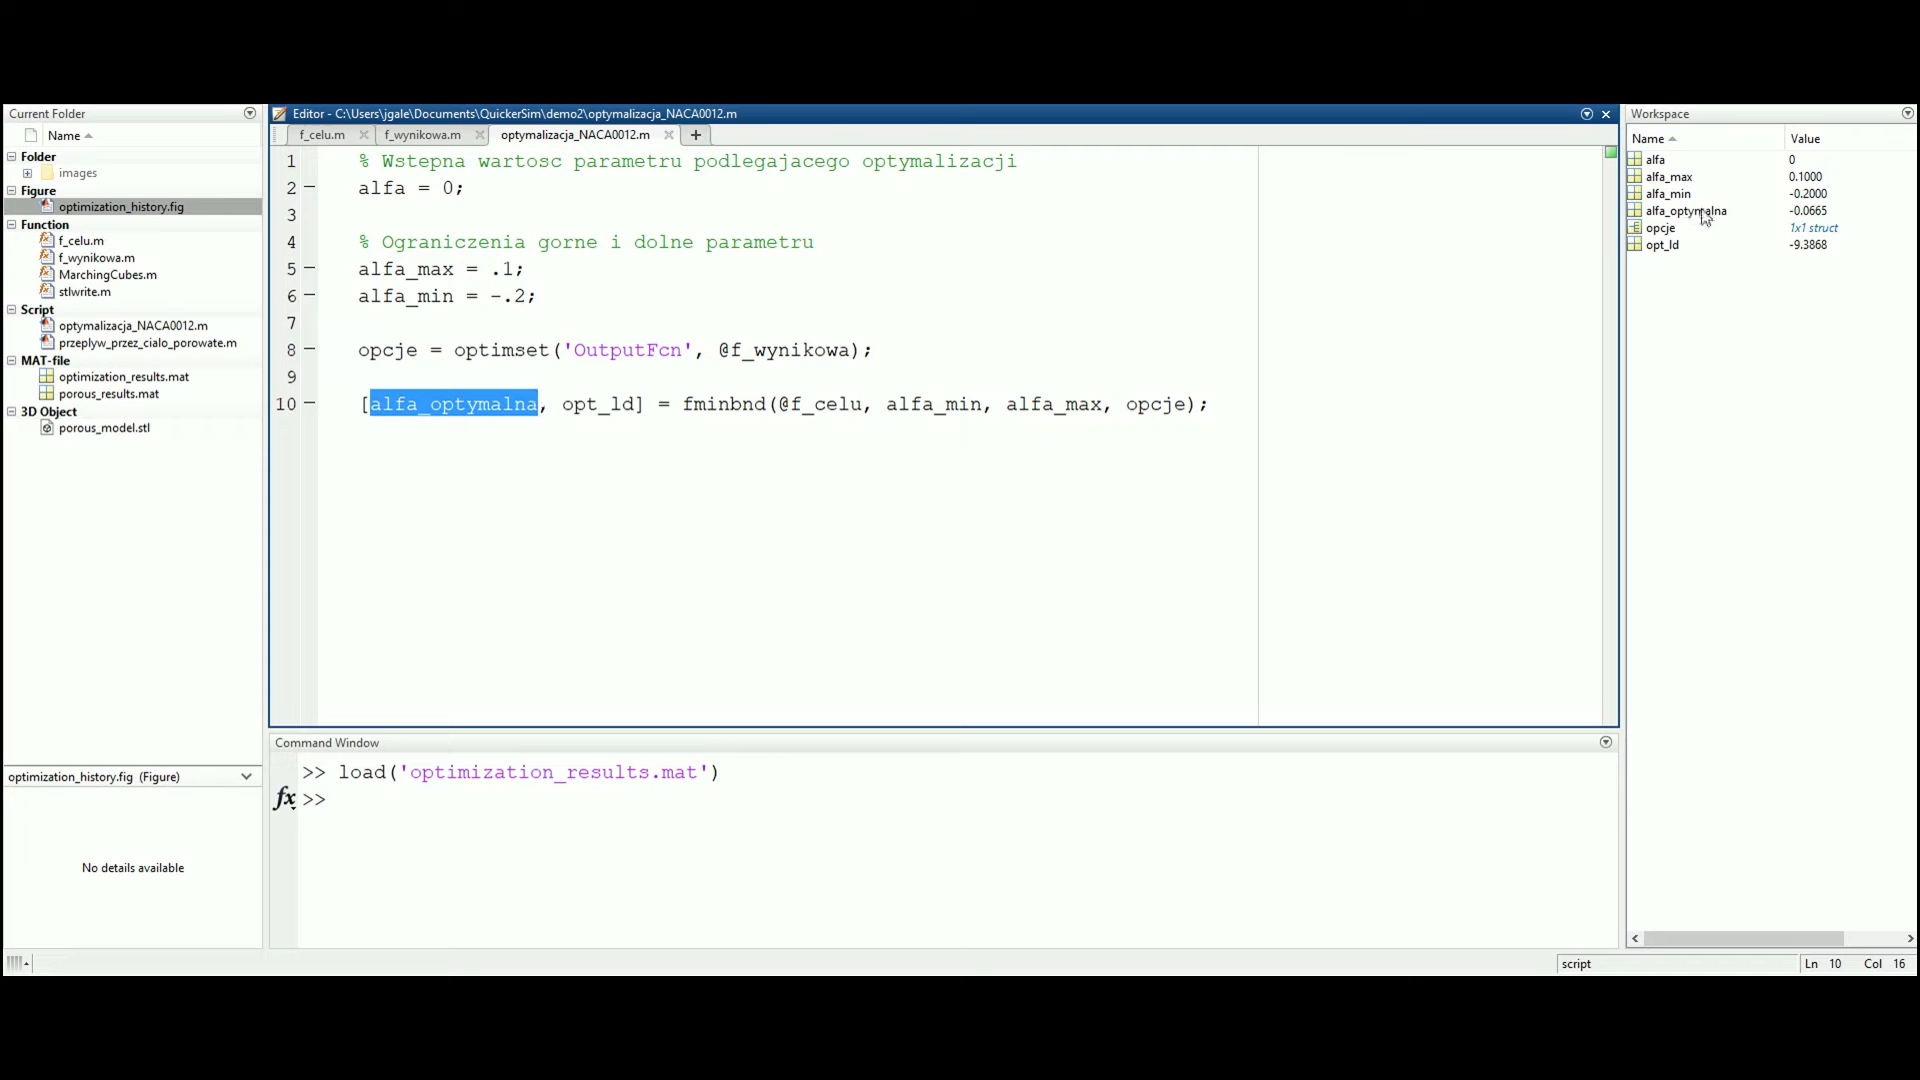 Current Folder
Name
Folder
images
Figure
optimization_history.fig
Function
f_celu.m
f_wynikowa.m
MarchingCubes.m
stlwrite.m
Script
optymalizacja_NACA0012.m
przeplyw_przez_cialo_porowate.m
MAT-file
optimization_results.mat
porous_results.mat
3D Object
porous_model.stl
optimization_history.fig (Figure)
No details available
Editor - C:\Users\jgale\Documents\QuickerSim\demo2\optymalizacja_NACA0012.m
f_celu.m f_wynikowa.m optymalizacja_NACA0012.m
1 % Wstepna wartosc parametru podlegajacego optymalizacji
2 alfa = 0;
3
4 % Ograniczenia gorne i dolne parametru
5 alfa_max = .1;
6 alfa_min = -.2;
7
8 opcje = optimset('OutputFcn', @f_wynikowa);
9
10 [alfa_optymalna, opt_ld] = fminbnd(@f_celu, alfa_min, alfa_max, opcje);
Command Window
>> load('optimization_results.mat')
fx >>
Workspace
Name Value
alfa 0
alfa_max 0.1000
alfa_min -0.2000
alfa_optymalna -0.0665
opcje 1x1 struct
opt_ld -9.3868
script Ln 10 Col 16